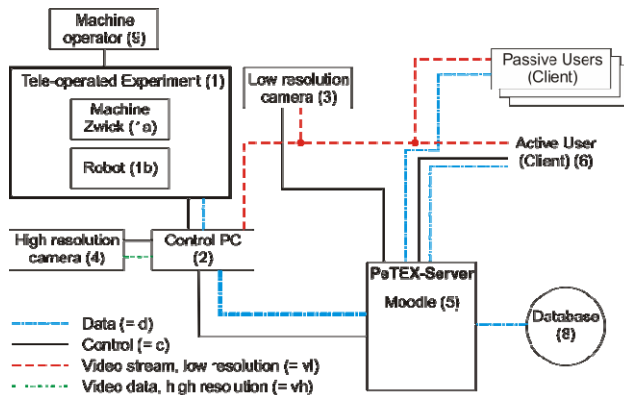 Machine
operator (9)
Tele-operated Experiment (1)
Machine
Zwick (1a)
Robot (1b)
Low resolution
camera (3)
Passive Users
(Client)
Active User
(Client) (6)
High resolution
camera (4)
Control PC
(2)
PeTEX-Server
Moodle (5)
Database
(8)
Data (= d)
Control (= c)
Video stream, low resolution (= vl)
Video data, high resolution (= vh)